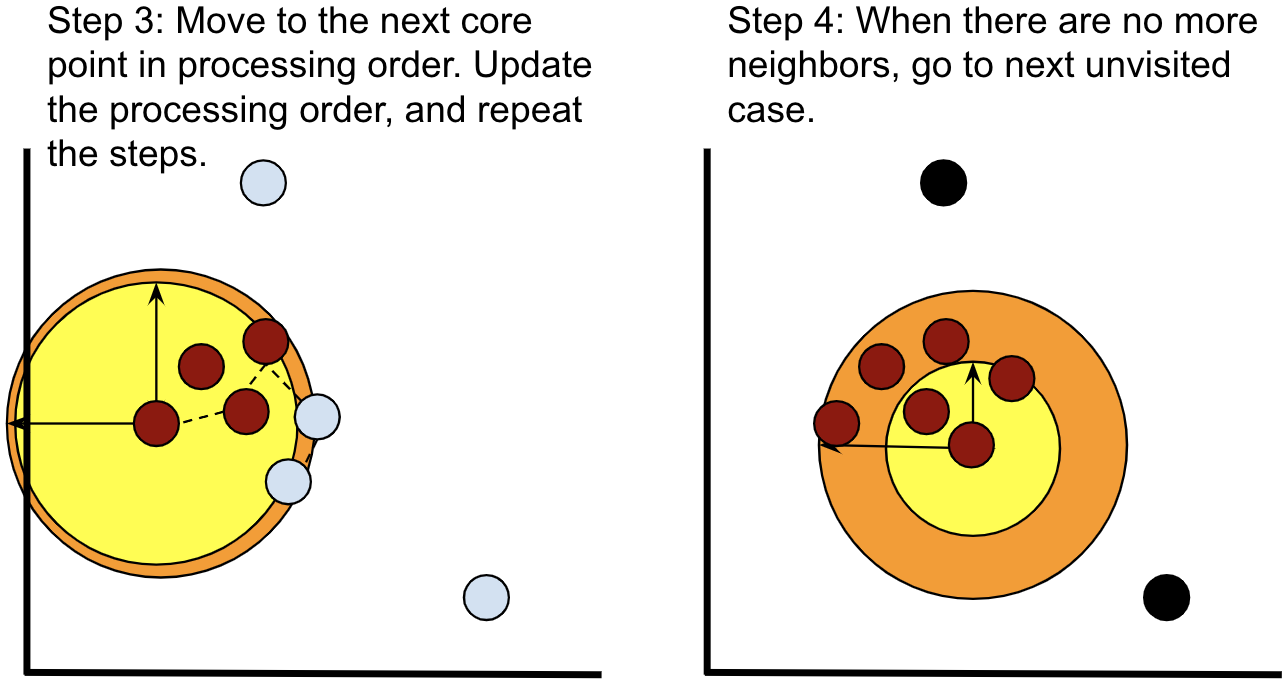 Step 3: Move to the next core
point in processing order. Update
the processing order, and repeat
the steps.
Step 4: When there are no more
neighbors, go to next unvisited
case.